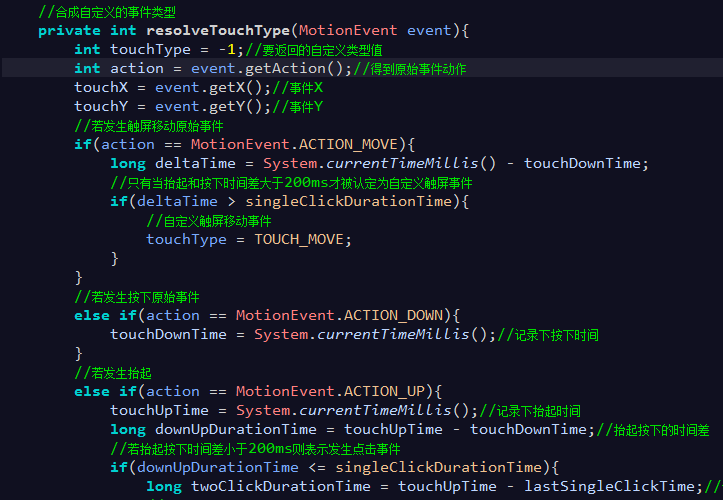 //合成自定义的事件类型
private int resolveTouchType(MotionEvent event){
int touchType = -1;//要返回的自定义类型值
int action = event.getAction();//得到原始事件动作
touchX = event.getX();//事件X
touchY = event.getY();//事件Y
//若发生触屏移动原始事件
if(action == MotionEvent.ACTION_MOVE){
long deltaTime = System.currentTimeMillis() - touchDownTime;
//只有当抬起和按下时间差大于200ms才被认定为自定义触屏事件
if(deltaTime > singleClickDurationTime){
//自定义触屏移动事件
touchType = TOUCH_MOVE;
}
}
//若发生按下原始事件
else if(action == MotionEvent.ACTION_DOWN){
touchDownTime = System.currentTimeMillis();//记录下按下时间
}
//若发生抬起
else if(action == MotionEvent.ACTION_UP){
touchUpTime = System.currentTimeMillis();//记录下抬起时间
long downUpDurationTime = touchUpTime - touchDownTime;//抬起按下的时间差
//若抬起按下时间差小于200ms则表示发生点击事件
if(downUpDurationTime <= singleClickDurationTime){
long twoClickDurationTime = touchUpTime - lastSingleClickTime;//